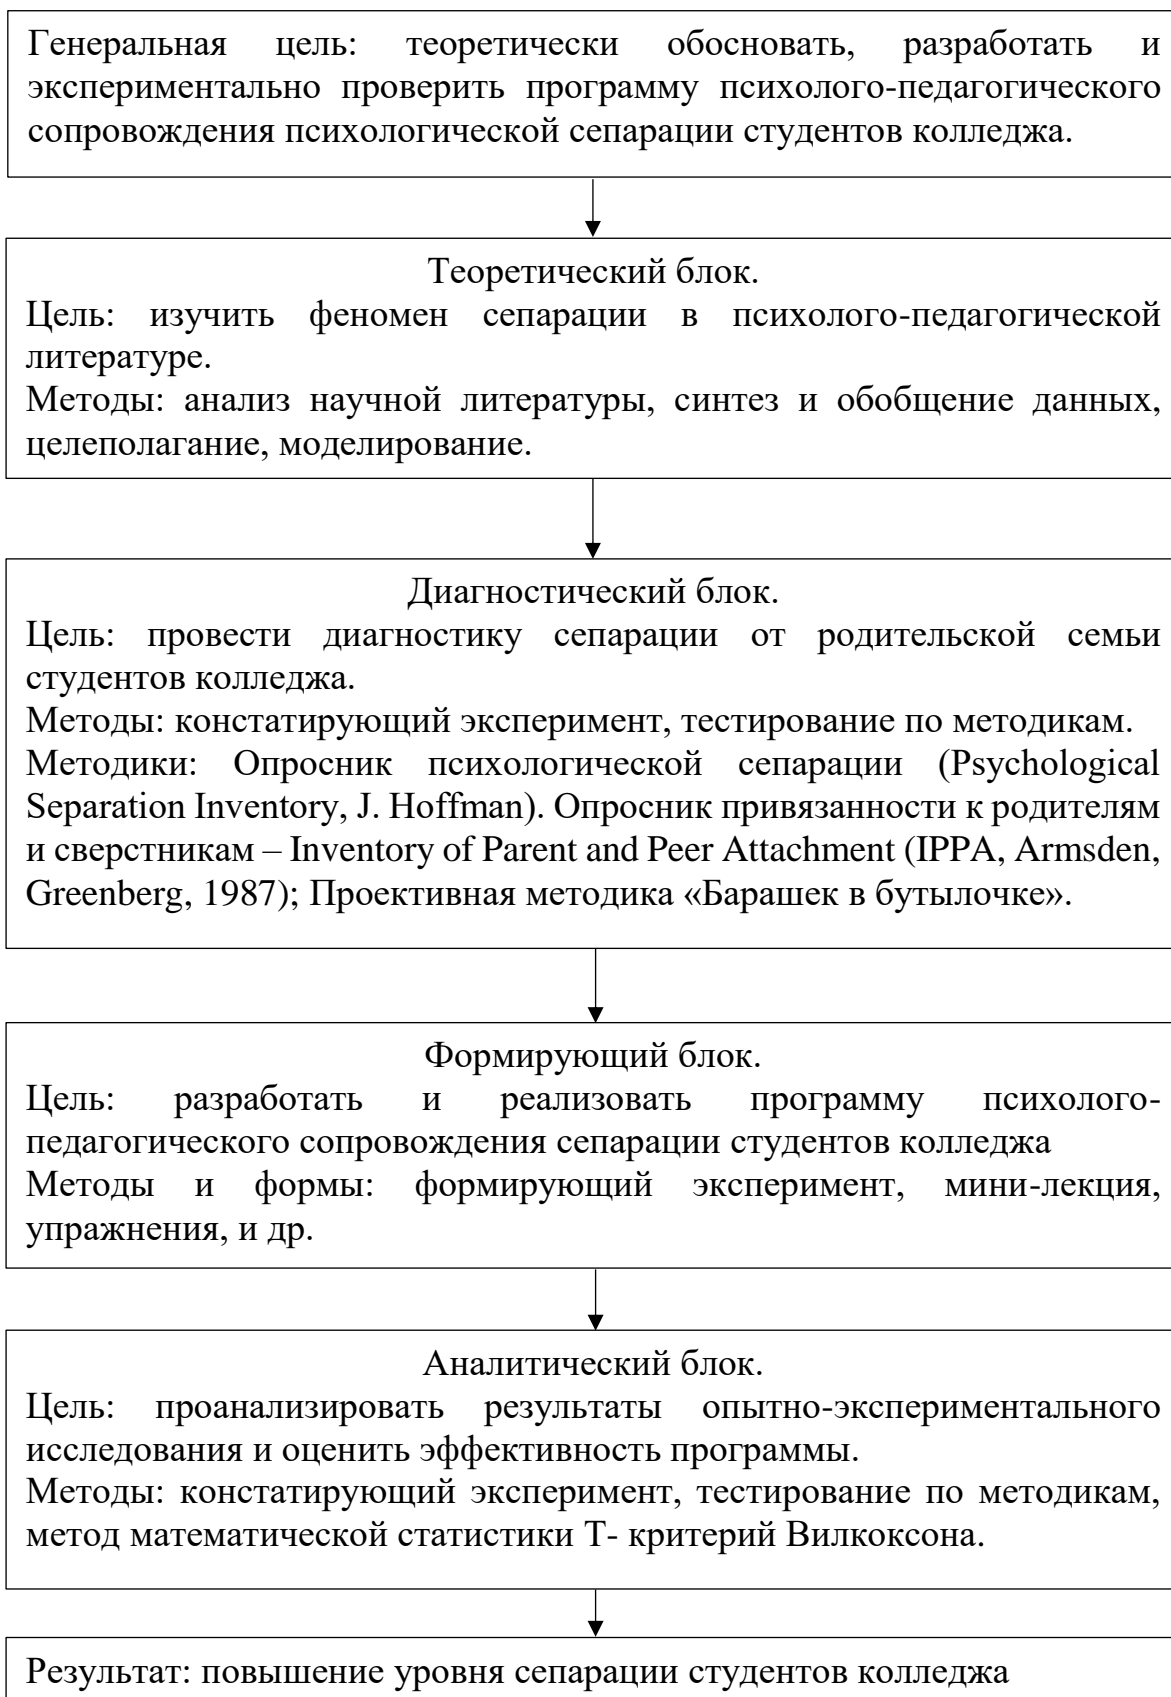 Генеральная цель: теоретически обосновать, разработать и
экспериментально проверить программу психолого-педагогического
сопровождения психологической сепарации студентов колледжа.
Теоретический блок.
Цель: изучить феномен сепарации в психолого-педагогической
литературе.
Методы: анализ научной литературы, синтез и обобщение данных,
целеполагание, моделирование.
Диагностический блок.
Цель: провести диагностику сепарации от родительской семьи
студентов колледжа.
Методы: констатирующий эксперимент, тестирование по методикам.
Методики: Опросник психологической сепарации (Psychological
Separation Inventory, J. Hoffman). Опросник привязанности к родителям
и сверстникам – Inventory of Parent and Peer Attachment (IPPA, Armsden,
Greenberg, 1987); Проективная методика «Барашек в бутылочке».
Формирующий блок.
Цель: разработать и реализовать программу психолого-
педагогического сопровождения сепарации студентов колледжа
Методы и формы: формирующий эксперимент, мини-лекция,
упражнения, и др.
Аналитический блок.
Цель: проанализировать результаты опытно-экспериментального
исследования и оценить эффективность программы.
Методы: констатирующий эксперимент, тестирование по методикам,
метод математической статистики Т- критерий Вилкоксона.
Результат: повышение уровня сепарации студентов колледжа